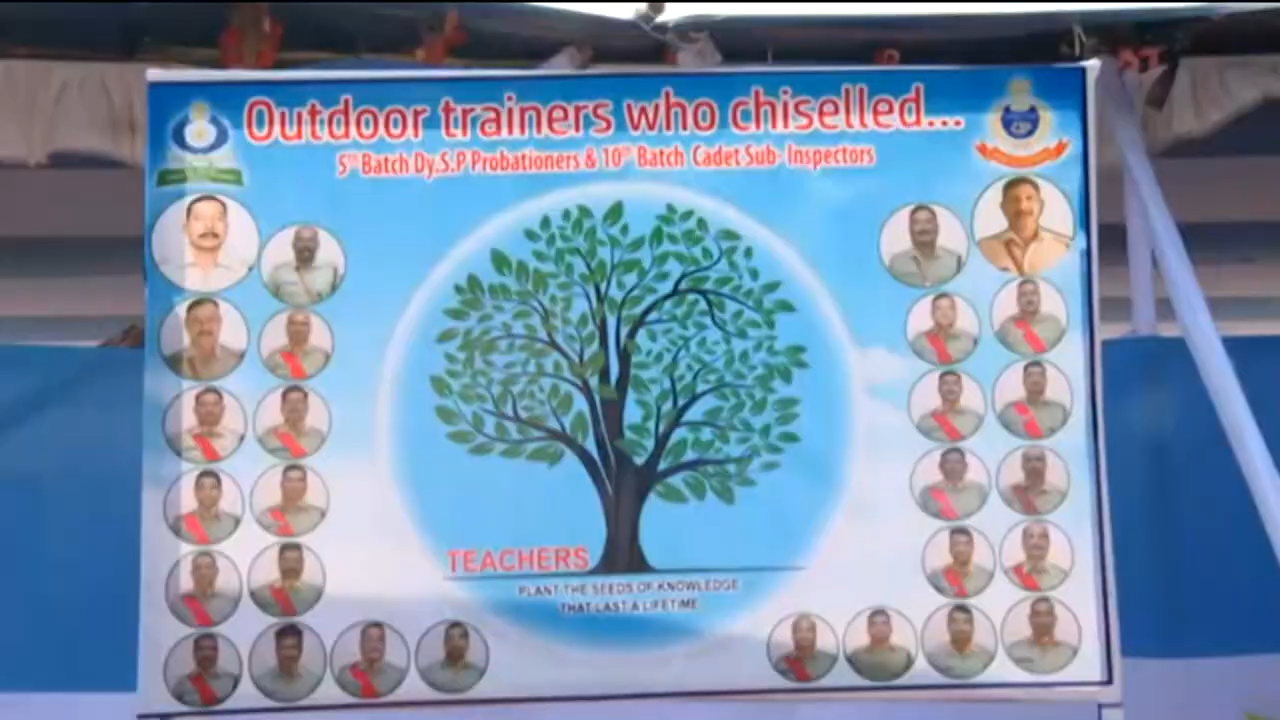 Outdoor trainers who chiselled...
5th Batch Dy.S.P Probationers & 10th Batch Cadet Sub- Inspectors
TEACHERS
PLANT THE SEEDS OF KNOWLEDGE
THAT LAST A LIFETIME